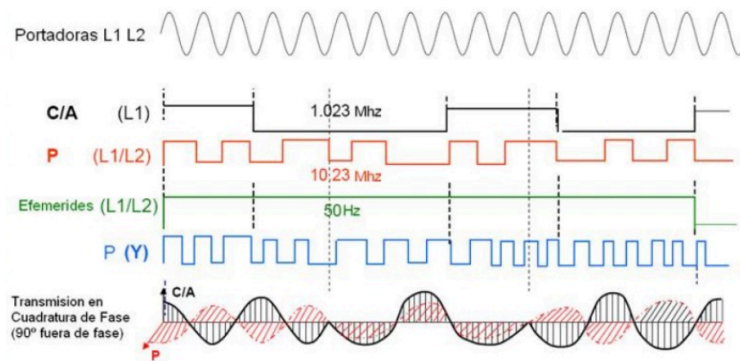 Portadoras L1 L2
C/A (L1) 1.023 Mhz
P (L1/L2)
10.23 Mhz
Efemerides (L1/L2) 50Hz
P (Y)
Transmision en
Cuadratura de Fase
(90º fuera de fase)
C/A
P